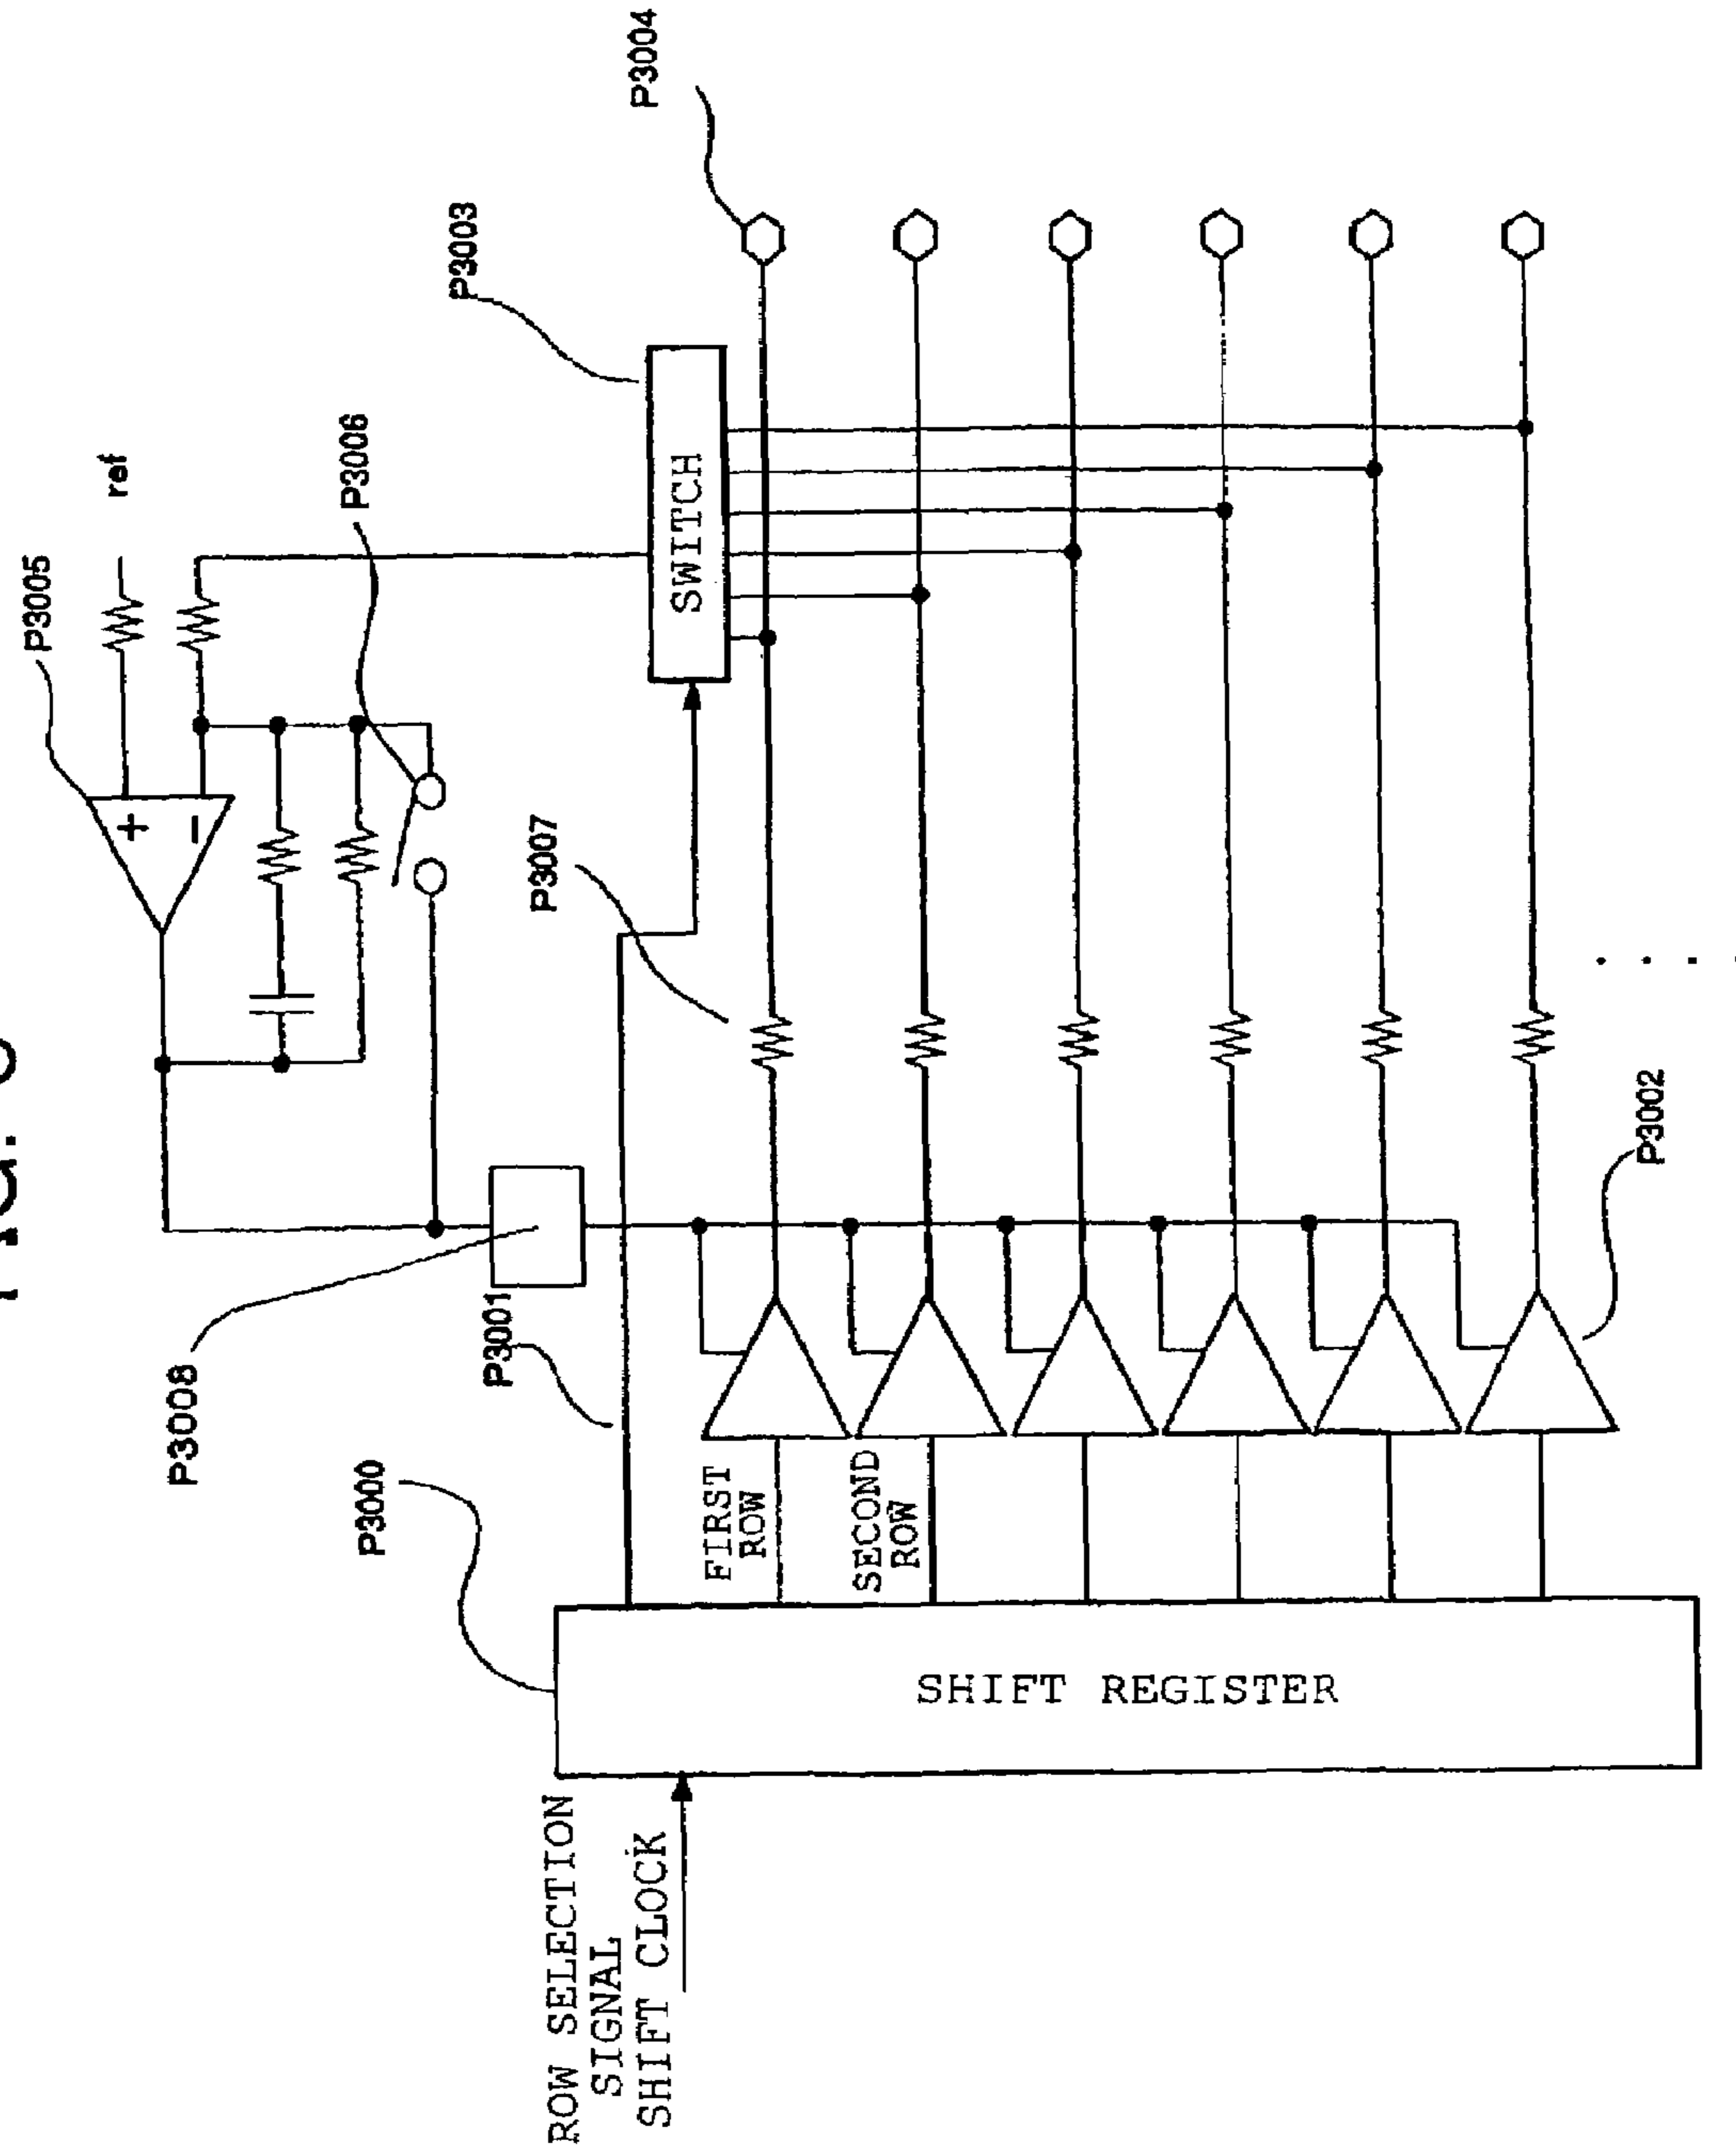 P3005
ref
P3006
P3003
P3004
+
−
SWITCH
P3007
P3008
P3001
P3000
FIRST
ROW
SECOND
ROW
P3002
SHIFT REGISTER
ROW SELECTION
SIGNAL
SHIFT CLOCK